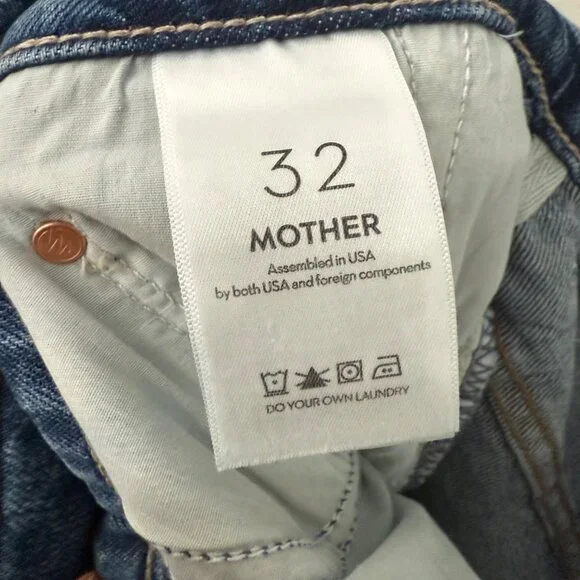 32
MOTHER
Assembled in USA
by both USA and foreign components
DO YOUR OWN LAUNDRY